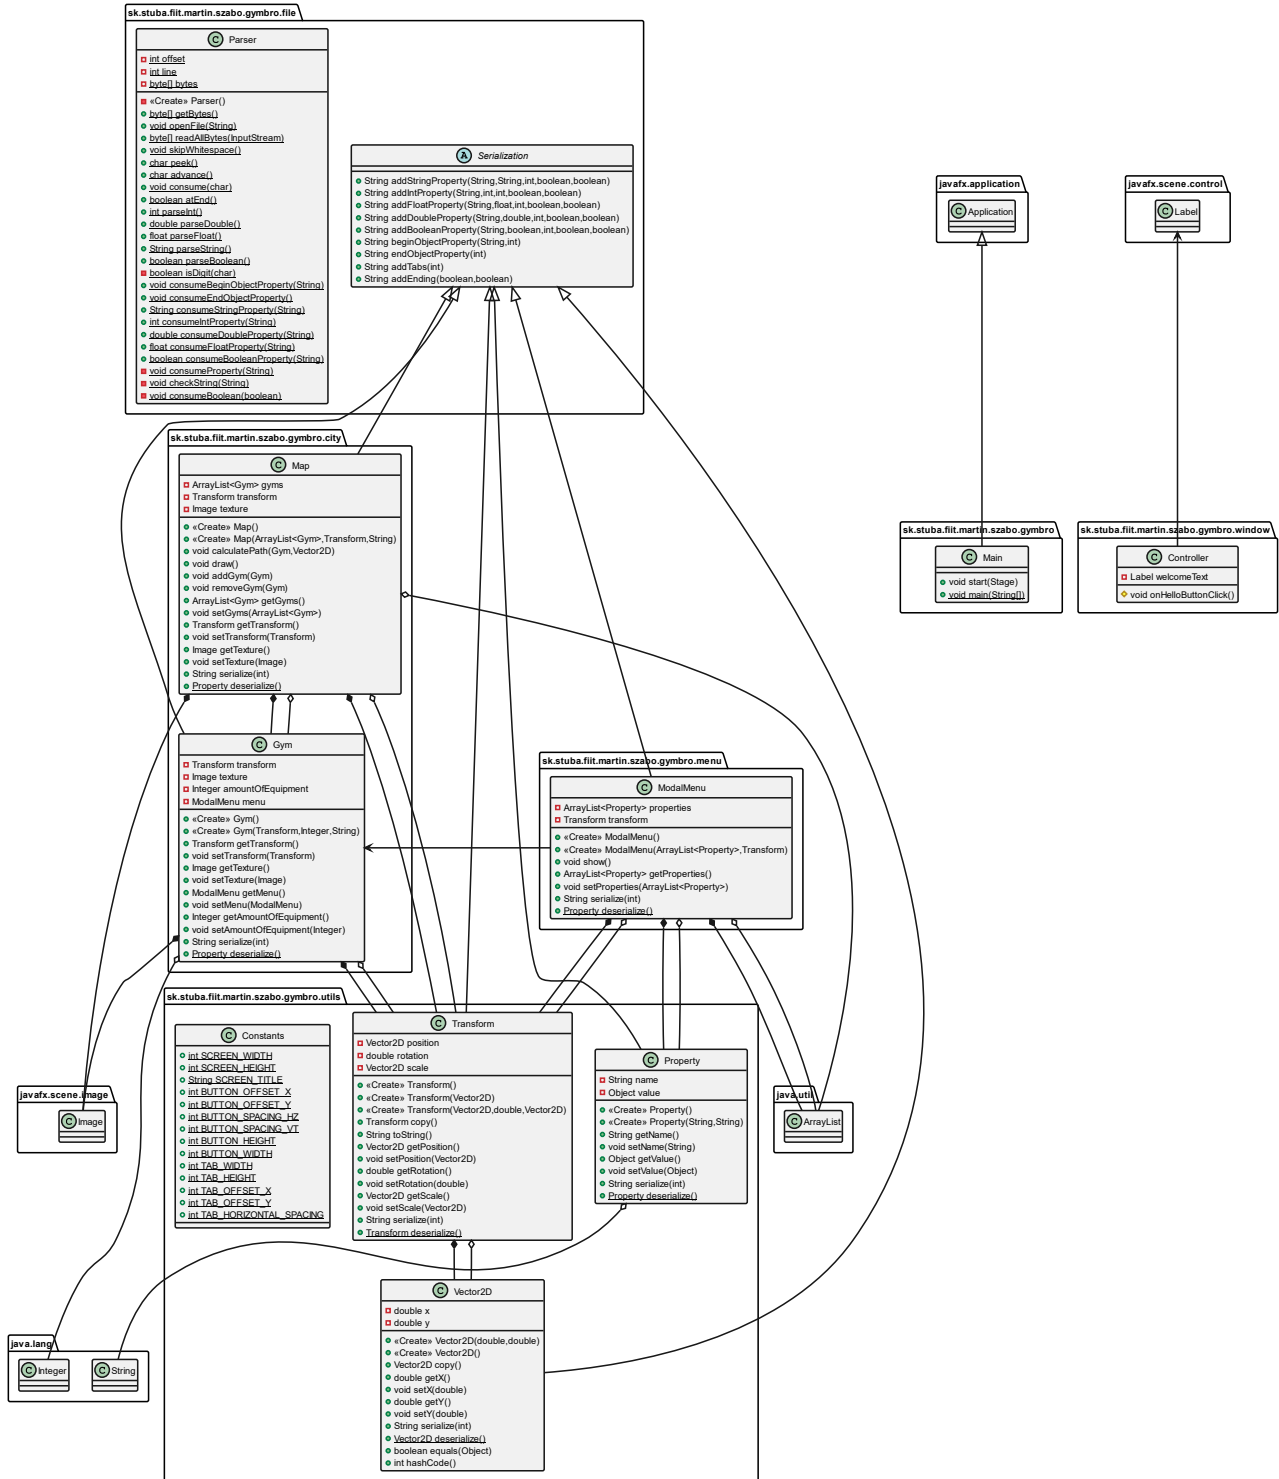 sk.stuba.fiit.martin.szabo.gymbro.file
C Parser
int offset
int line
byte[] bytes
«Create» Parser()
byte[] getBytes()
void openFile(String)
byte[] readAllBytes(InputStream)
void skipWhitespace()
char peek()
char advance()
void consume(char)
boolean atEnd()
int parseInt()
double parseDouble()
float parseFloat()
String parseString()
boolean parseBoolean()
boolean isDigit(char)
void consumeBeginObjectProperty(String)
void consumeEndObjectProperty()
String consumeStringProperty(String)
int consumeIntProperty(String)
double consumeDoubleProperty(String)
float consumeFloatProperty(String)
boolean consumeBooleanProperty(String)
void consumeProperty(String)
void checkString(String)
void consumeBoolean(boolean)
A Serialization
String addStringProperty(String,String,int,boolean,boolean)
String addIntProperty(String,int,int,boolean,boolean)
String addFloatProperty(String,float,int,boolean,boolean)
String addDoubleProperty(String,double,int,boolean,boolean)
String addBooleanProperty(String,boolean,int,boolean,boolean)
String beginObjectProperty(String,int)
String endObjectProperty(int)
String addTabs(int)
String addEnding(boolean,boolean)
javafx.application
C Application
javafx.scene.control
C Label
sk.stuba.fiit.martin.szabo.gymbro.city
C Map
ArrayList<Gym> gyms
Transform transform
Image texture
«Create» Map()
«Create» Map(ArrayList<Gym>,Transform,String)
void calculatePath(Gym,Vector2D)
void draw()
void addGym(Gym)
void removeGym(Gym)
ArrayList<Gym> getGyms()
void setGyms(ArrayList<Gym>)
Transform getTransform()
void setTransform(Transform)
Image getTexture()
void setTexture(Image)
String serialize(int)
Property deserialize()
sk.stuba.fiit.martin.szabo.gymbro
C Main
void start(Stage)
void main(String[])
sk.stuba.fiit.martin.szabo.gymbro.window
C Controller
Label welcomeText
void onHelloButtonClick()
C Gym
Transform transform
Image texture
Integer amountOfEquipment
ModalMenu menu
«Create» Gym()
«Create» Gym(Transform,Integer,String)
Transform getTransform()
void setTransform(Transform)
Image getTexture()
void setTexture(Image)
ModalMenu getMenu()
void setMenu(ModalMenu)
Integer getAmountOfEquipment()
void setAmountOfEquipment(Integer)
String serialize(int)
Property deserialize()
sk.stuba.fiit.martin.szabo.gymbro.menu
C ModalMenu
ArrayList<Property> properties
Transform transform
«Create» ModalMenu()
«Create» ModalMenu(ArrayList<Property>,Transform)
void show()
ArrayList<Property> getProperties()
void setProperties(ArrayList<Property>)
String serialize(int)
Property deserialize()
sk.stuba.fiit.martin.szabo.gymbro.utils
C Constants
int SCREEN_WIDTH
int SCREEN_HEIGHT
String SCREEN_TITLE
int BUTTON_OFFSET_X
int BUTTON_OFFSET_Y
int BUTTON_SPACING_HZ
int BUTTON_SPACING_VT
int BUTTON_HEIGHT
int BUTTON_WIDTH
int TAB_WIDTH
int TAB_HEIGHT
int TAB_OFFSET_X
int TAB_OFFSET_Y
int TAB_HORIZONTAL_SPACING
C Transform
Vector2D position
double rotation
Vector2D scale
«Create» Transform()
«Create» Transform(Vector2D)
«Create» Transform(Vector2D,double,Vector2D)
Transform copy()
String toString()
Vector2D getPosition()
void setPosition(Vector2D)
double getRotation()
void setRotation(double)
Vector2D getScale()
void setScale(Vector2D)
String serialize(int)
Transform deserialize()
C Property
String name
Object value
«Create» Property()
«Create» Property(String,String)
String getName()
void setName(String)
Object getValue()
void setValue(Object)
String serialize(int)
Property deserialize()
javafx.scene.image
C Image
java.util
C ArrayList
C Vector2D
double x
double y
«Create» Vector2D(double,double)
«Create» Vector2D()
Vector2D copy()
double getX()
void setX(double)
double getY()
void setY(double)
String serialize(int)
Vector2D deserialize()
boolean equals(Object)
int hashCode()
java.lang
C Integer
C String